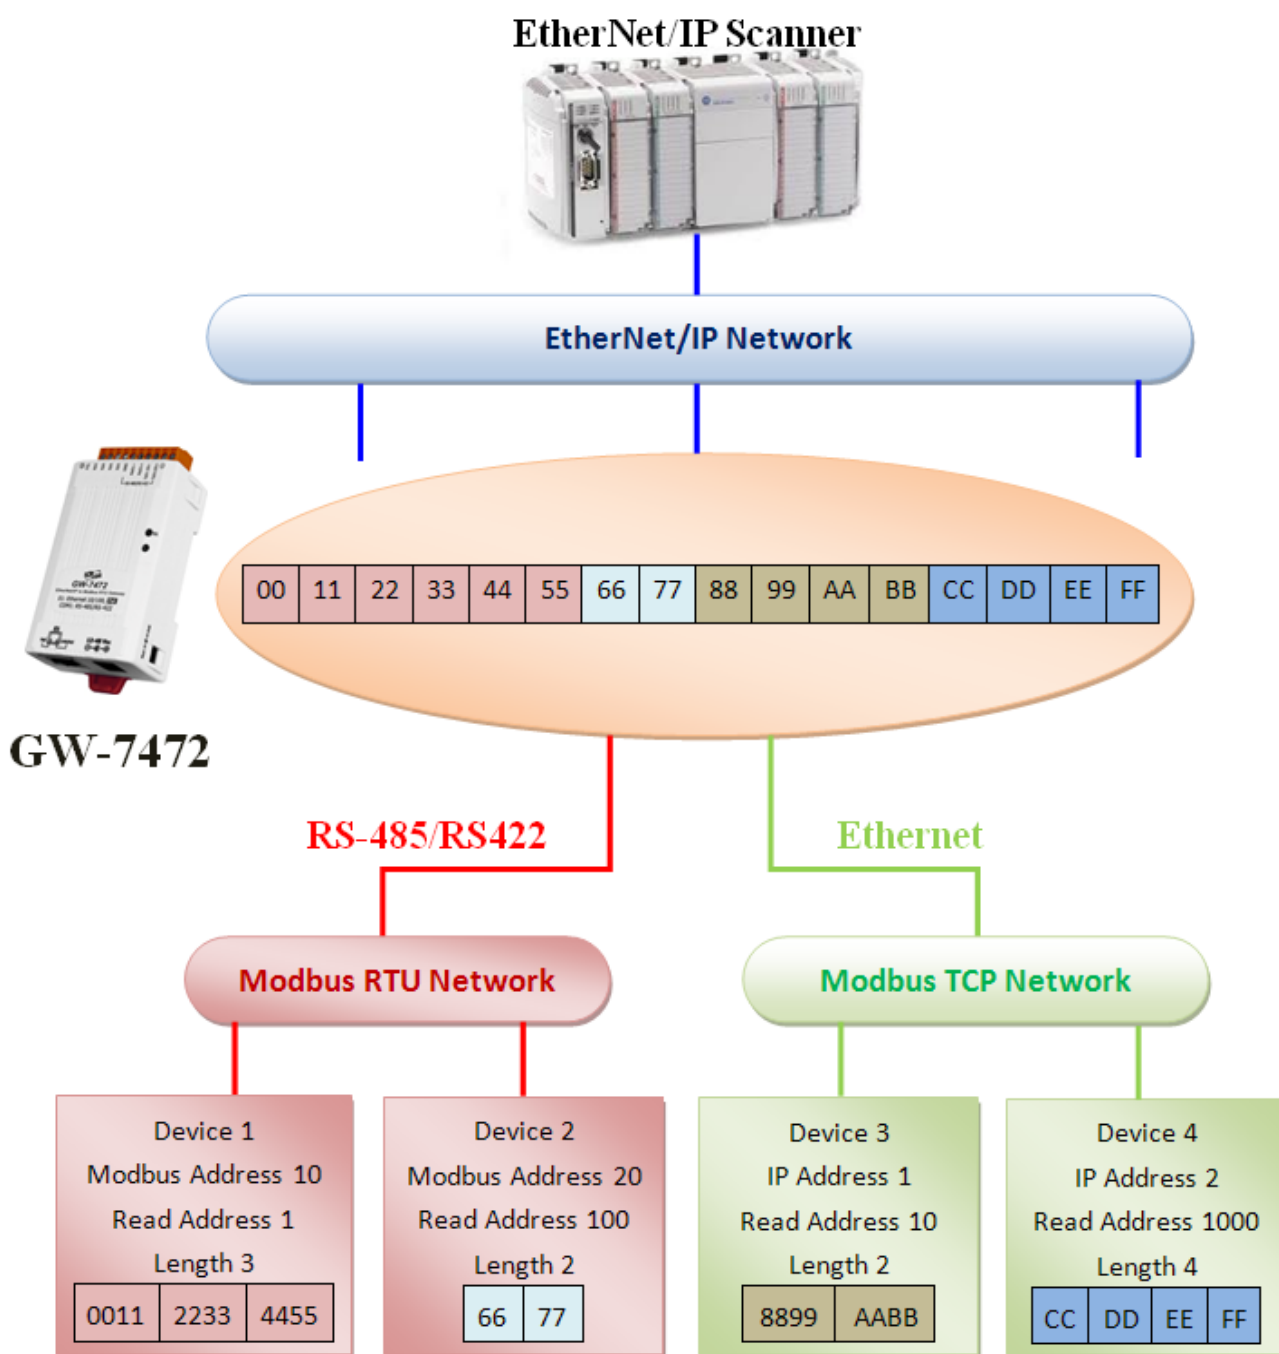 EtherNet/IP Scanner
EtherNet/IP Network
GW-7472
00 11 22 33 44 55 66 77 88 99 AA BB CC DD EE FF
GW-7472
RS-485/RS422
Ethernet
Modbus RTU Network
Modbus TCP Network
Device 1
Modbus Address 10
Read Address 1
Length 3
0011 2233 4455
Device 2
Modbus Address 20
Read Address 100
Length 2
66 77
Device 3
IP Address 1
Read Address 10
Length 2
8899 AABB
Device 4
IP Address 2
Read Address 1000
Length 4
CC DD EE FF